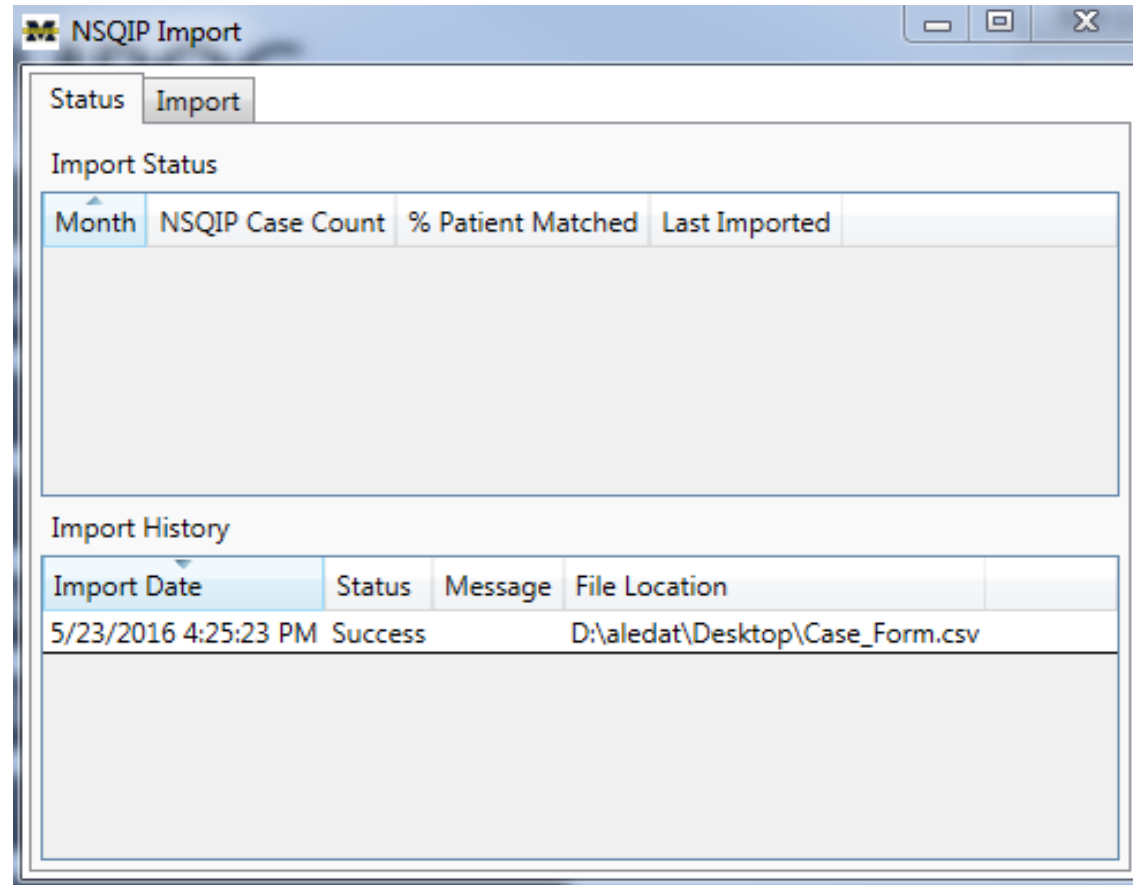 NSQIP Import
Status Import
Import Status
Month NSQIP Case Count % Patient Matched Last Imported
Import History
Import Date Status Message File Location
5/23/2016 4:25:23 PM Success D:\aledat\Desktop\Case_Form.csv